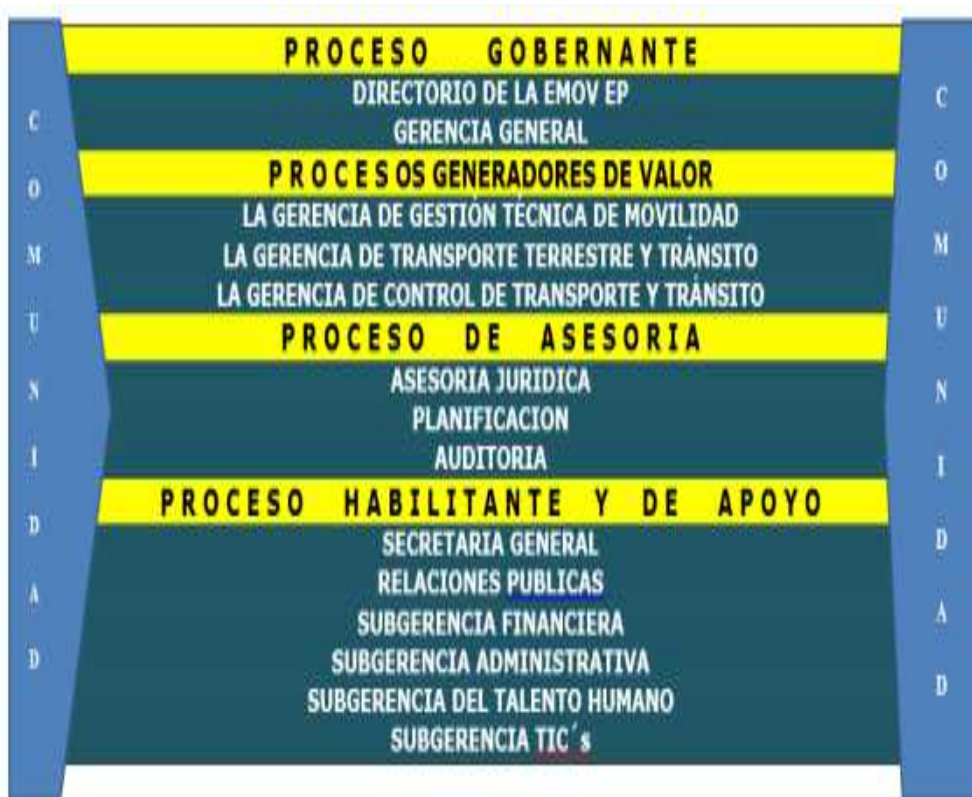 COMUNIDAD
PROCESO GOBERNANTE
DIRECTORIO DE LA EMOV EP
GERENCIA GENERAL
PROCESOS GENERADORES DE VALOR
LA GERENCIA DE GESTIÓN TÉCNICA DE MOVILIDAD
LA GERENCIA DE TRANSPORTE TERRESTRE Y TRÁNSITO
LA GERENCIA DE CONTROL DE TRANSPORTE Y TRÁNSITO
PROCESO DE ASESORIA
ASESORIA JURIDICA
PLANIFICACION
AUDITORIA
PROCESO HABILITANTE Y DE APOYO
SECRETARIA GENERAL
RELACIONES PUBLICAS
SUBGERENCIA FINANCIERA
SUBGERENCIA ADMINISTRATIVA
SUBGERENCIA DEL TALENTO HUMANO
SUBGERENCIA TIC´s
COMUNIDAD